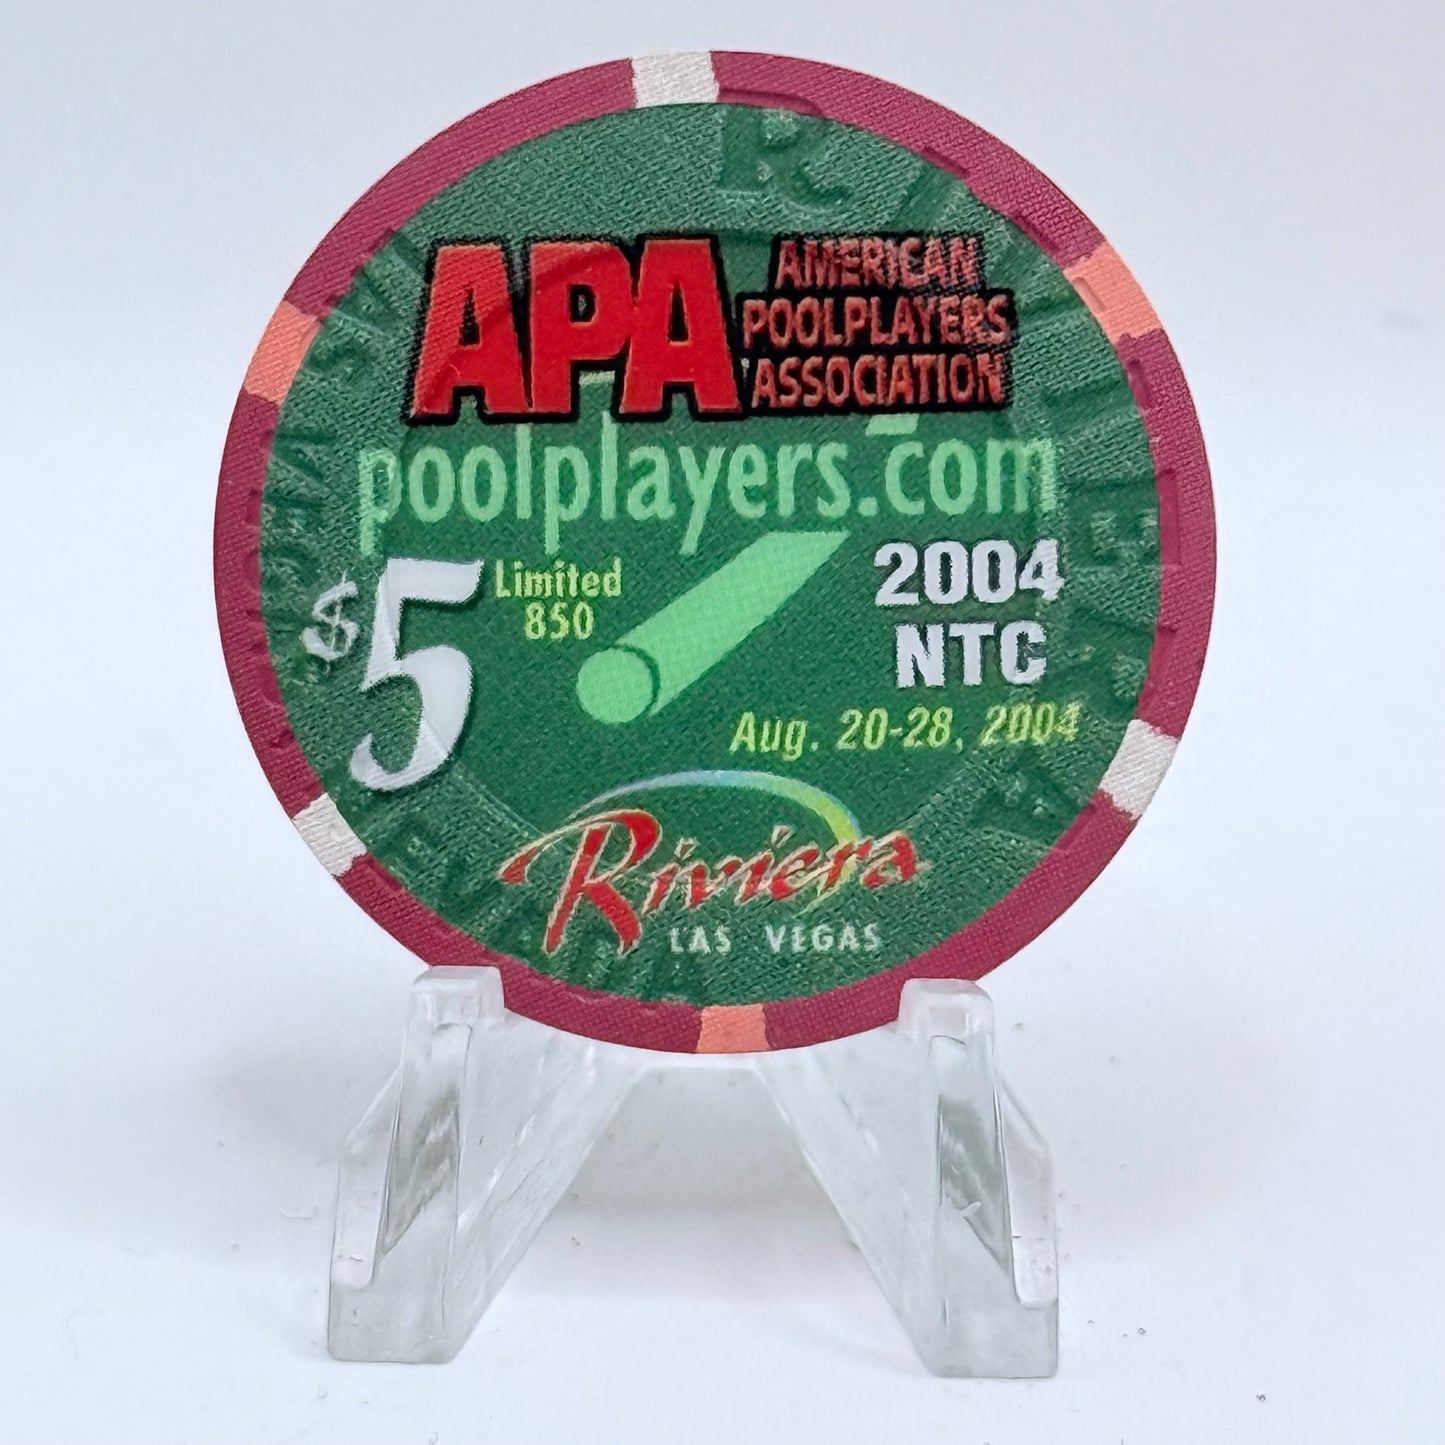 APA
AMERICAN
POOLPLAYERS
ASSOCIATION
poolplayers.com
$5
Limited
850
2004
NTC
Aug. 20-28, 2004
Riviera
LAS VEGAS